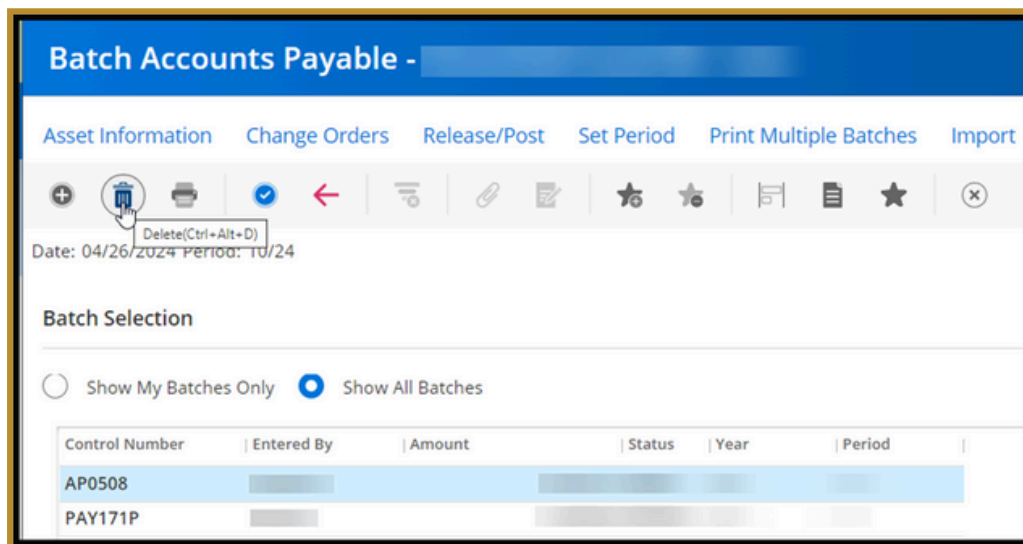 Batch Accounts Payable -
Asset Information Change Orders Release/Post Set Period Print Multiple Batches Import
Delete(Ctrl+Alt+D)
Date: 04/26/2024 Period: 10/24
Batch Selection
Show My Batches Only Show All Batches
Control Number Entered By Amount Status Year Period
AP0508
PAY171P